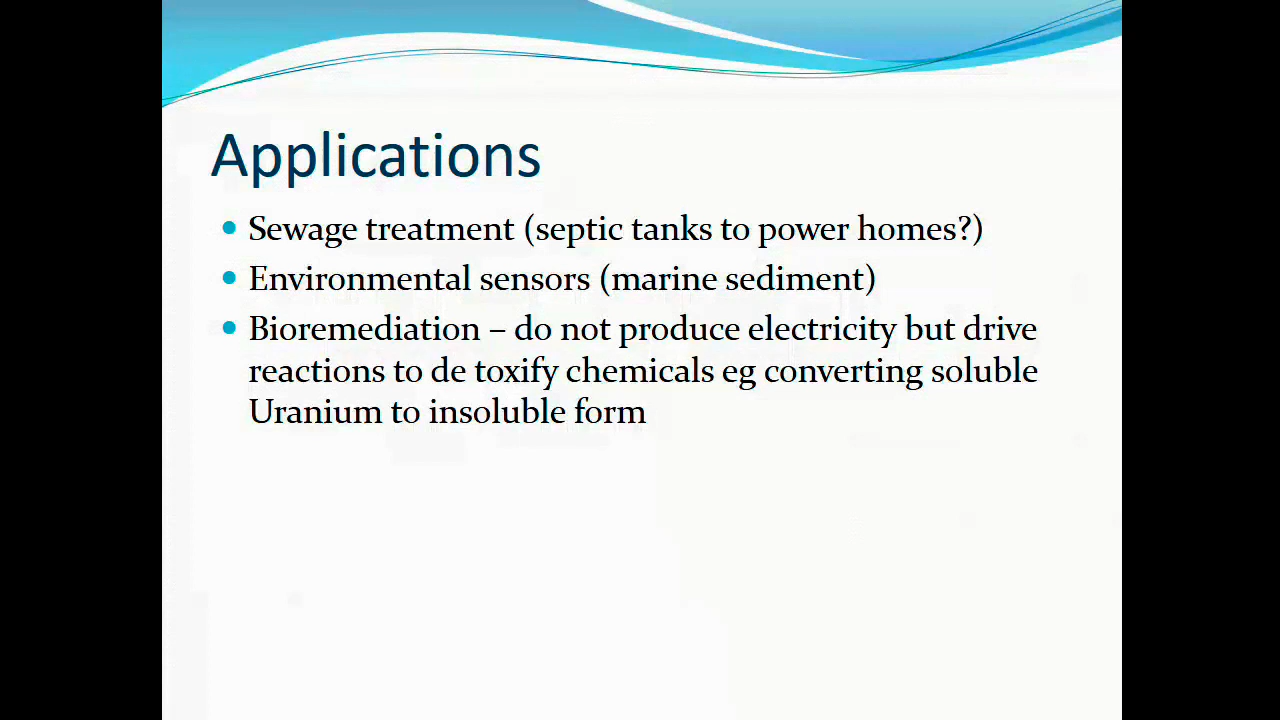 Applications
• Sewage treatment (septic tanks to power homes?)
• Environmental sensors (marine sediment)
• Bioremediation – do not produce electricity but drive
reactions to de toxify chemicals eg converting soluble
Uranium to insoluble form